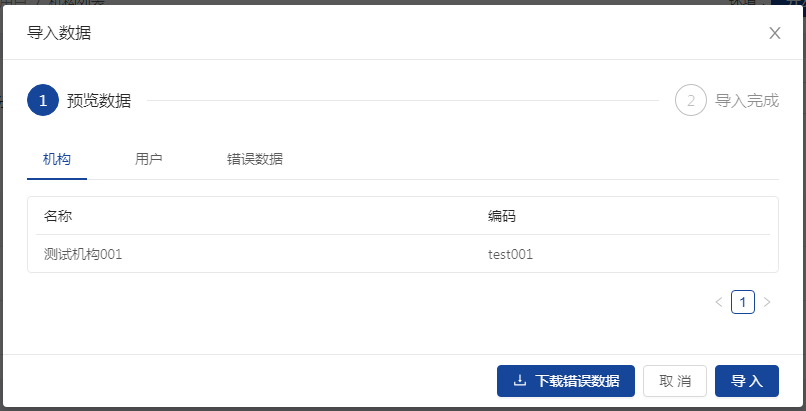 导入数据
1 预览数据
2 导入完成
机构 用户 错误数据
名称 编码
测试机构001 test001
1
下载错误数据 取消 导入